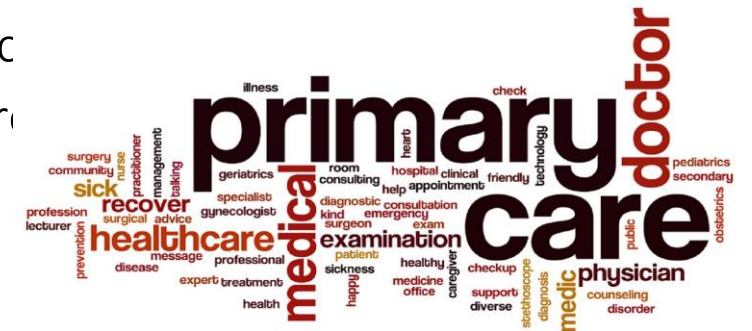 illness
primary
check
doctor
heart
technology
surgery
nurse
practitioner
management
talking
community
sick
recover
geriatrics
medical
room
consulting
hospital
clinical
friendly
help
appointment
pediatrics
secondary
obstetrics
profession
lecturer
surgical
advice
specialist
gynecologist
diagnostic
consultation
kind
emergency
surgeon
exam
care
public
prevention
healthcare
examination
message
professional
patient
sickness
healthy
caregiver
checkup
physician
disease
expert
treatment
happy
medicine
office
support
diverse
stethoscope
diagnosis
medic
counseling
disorder
health